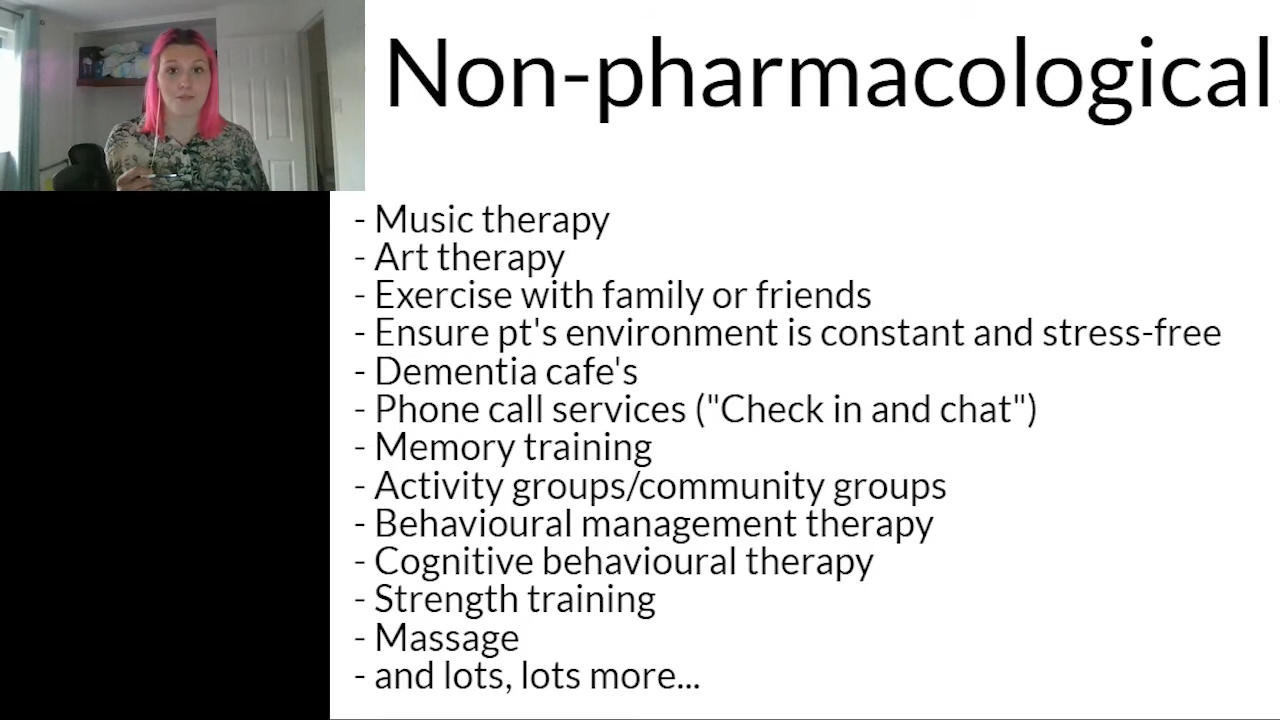 Non-pharmacological
- Music therapy
- Art therapy
- Exercise with family or friends
- Ensure pt's environment is constant and stress-free
- Dementia cafe's
- Phone call services ("Check in and chat")
- Memory training
- Activity groups/community groups
- Behavioural management therapy
- Cognitive behavioural therapy
- Strength training
- Massage
- and lots, lots more...